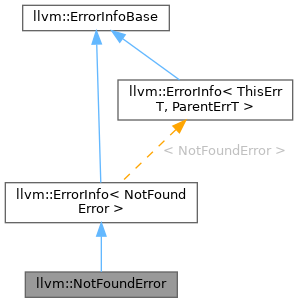 llvm::ErrorInfoBase
llvm::ErrorInfo< ThisErr
T, ParentErrT >
< NotFoundError >
llvm::ErrorInfo< NotFound
Error >
llvm::NotFoundError